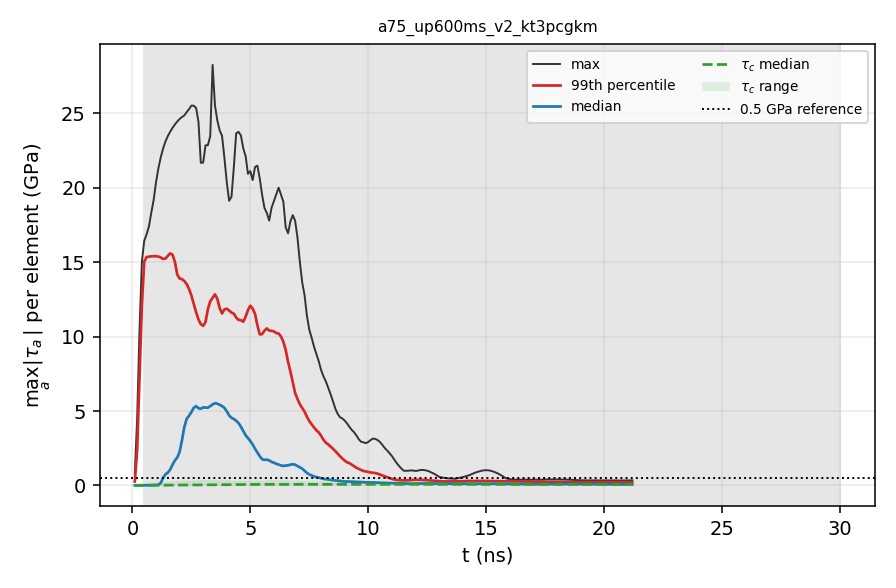 a75_up600ms_v2_kt3pcgkm
max
99th percentile
median
τc median
τc range
0.5 GPa reference
max|τa| per element (GPa)
a
25
20
15
10
5
0
0 5 10 15 20 25 30
t (ns)